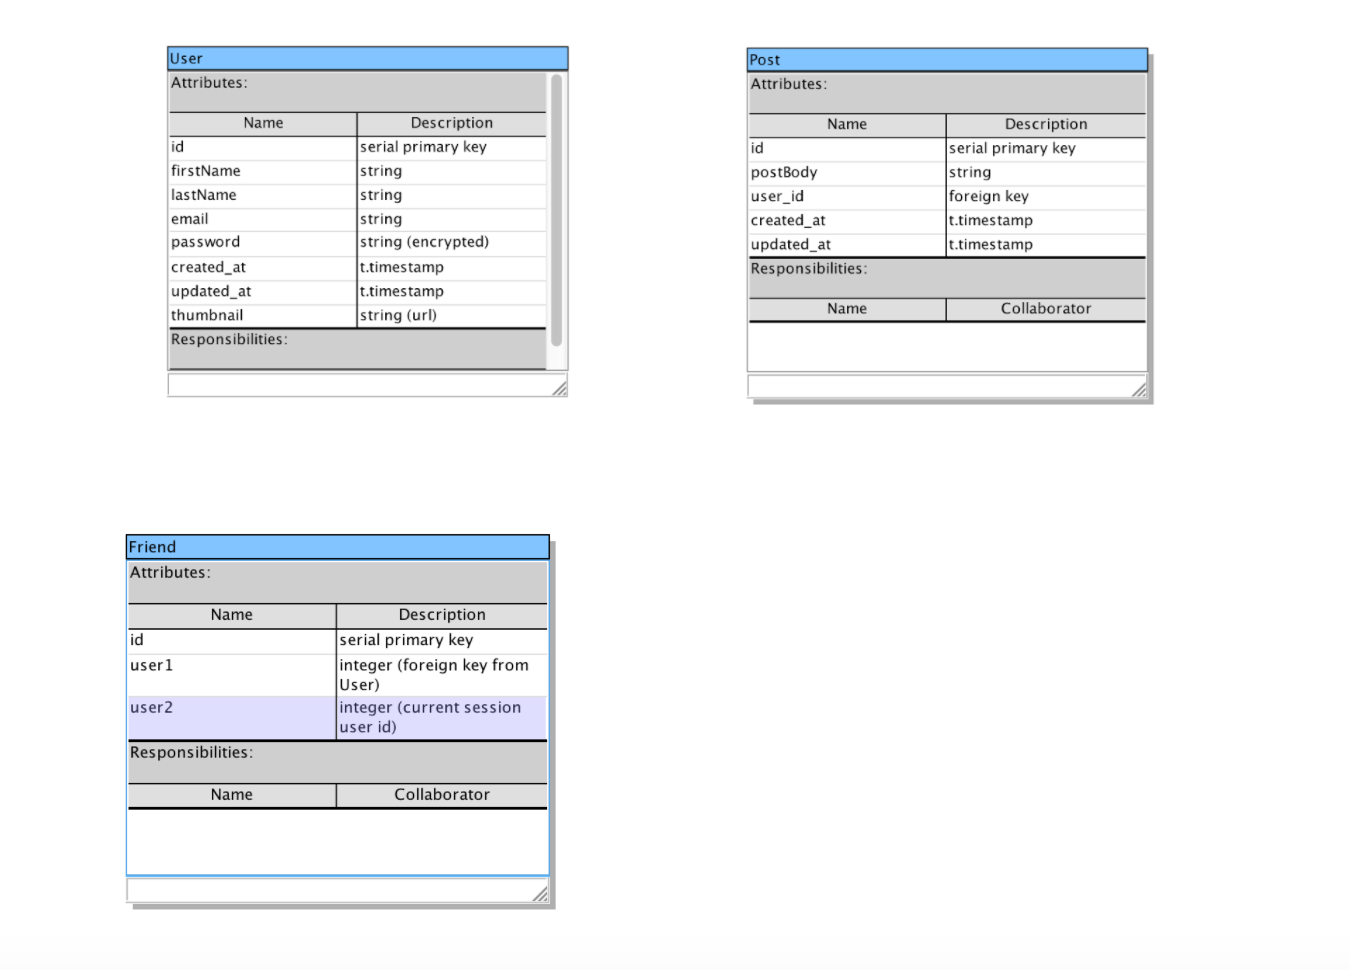 User
Attributes:
Name Description
id serial primary key
firstName string
lastName string
email string
password string (encrypted)
created_at t.timestamp
updated_at t.timestamp
thumbnail string (url)
Responsibilities:
Post
Attributes:
Name Description
id serial primary key
postBody string
user_id foreign key
created_at t.timestamp
updated_at t.timestamp
Responsibilities:
Name Collaborator
Friend
Attributes:
Name Description
id serial primary key
user1 integer (foreign key from
User)
user2 integer (current session
user id)
Responsibilities:
Name Collaborator